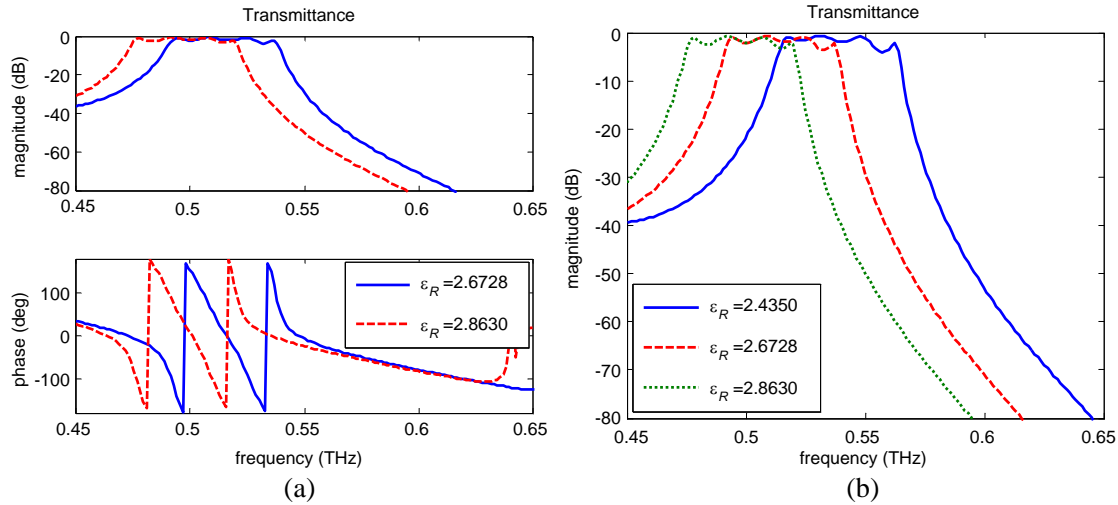 Transmittance
0
-20
-40
-60
-80
magnitude (dB)
0.45
0.5
0.55
0.6
0.65
100
0
-100
phase (deg)
ε_R=2.6728
ε_R=2.8630
0.45
0.5
0.55
0.6
0.65
frequency (THz)
(a)
Transmittance
0
-10
-20
-30
-40
-50
-60
-70
-80
magnitude (dB)
ε_R=2.4350
ε_R=2.6728
ε_R=2.8630
0.45
0.5
0.55
0.6
0.65
frequency (THz)
(b)